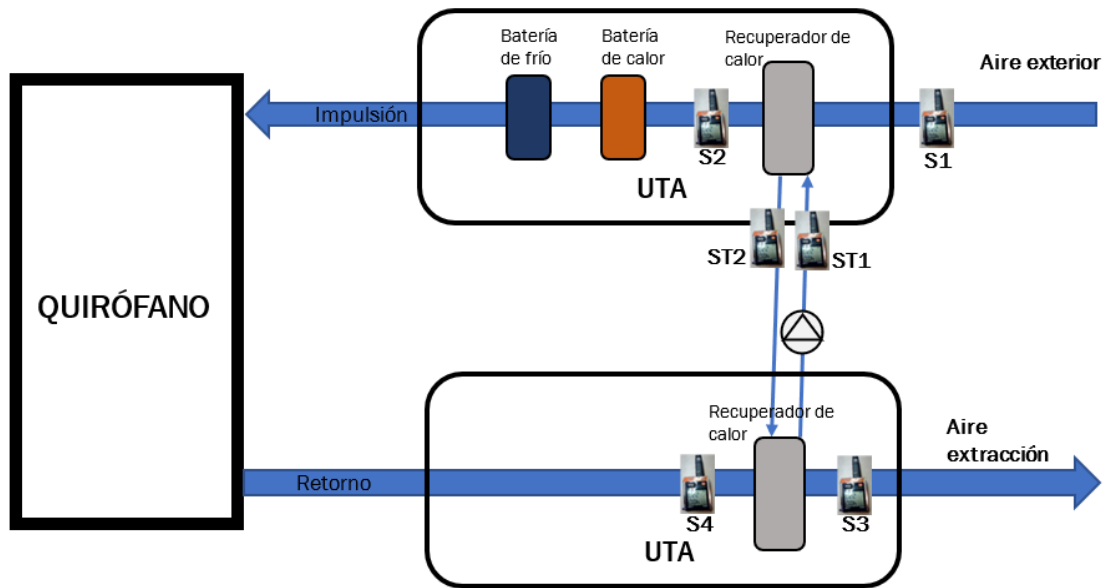 Batería
de frío
Batería
de calor
Recuperador de
calor
Aire exterior
Impulsión
S2
S1
UTA
ST2
ST1
QUIRÓFANO
Recuperador de
calor
Aire
extracción
Retorno
S4
S3
UTA